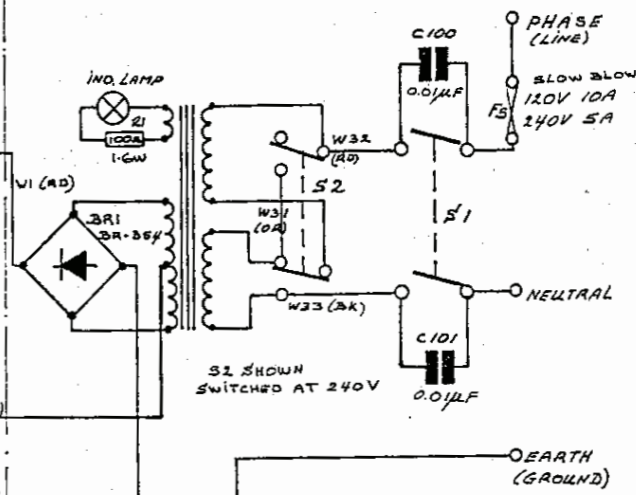 PHASE
(LINE)
C100
0.01µF
SLOW BLOW
120V 10A
240V 5A
FS
IND. LAMP
R1
100Ω
1.6W
W32
(RD)
S2
W31
(OR)
S1
W1 (RD)
BR1
BR-354
W33 (BK)
NEUTRAL
C101
0.01µF
S2 SHOWN
SWITCHED AT 240V
EARTH
(GROUND)